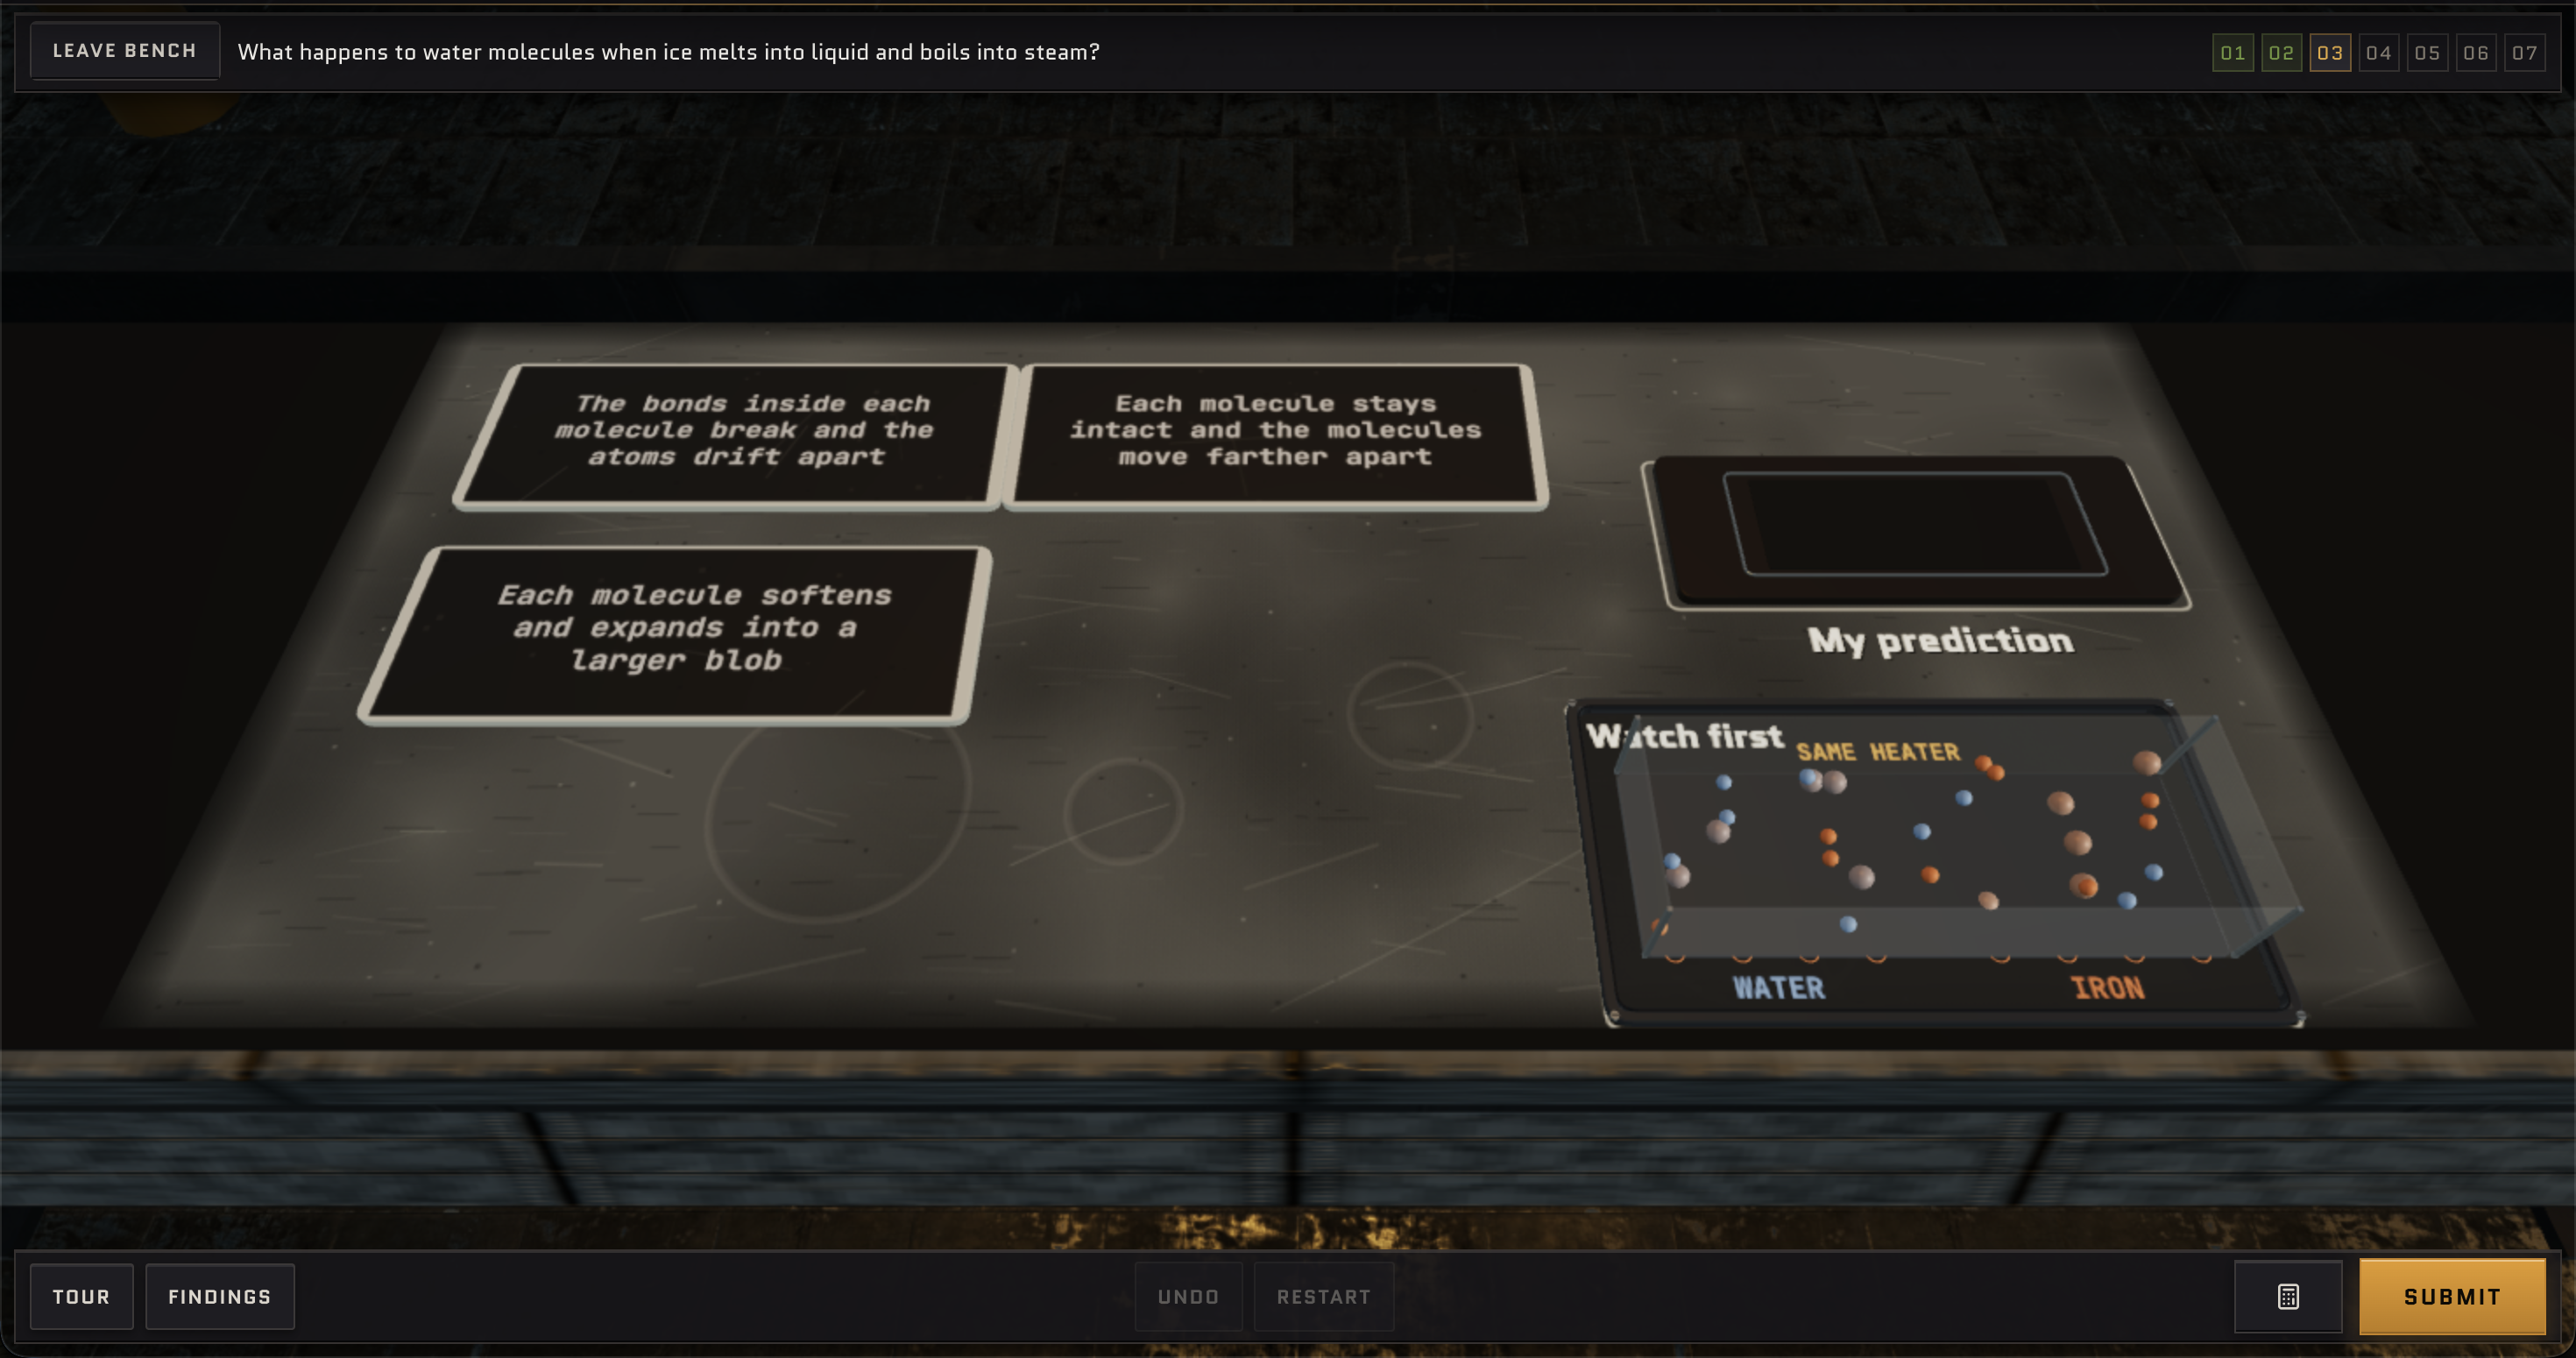 LEAVE BENCH
What happens to water molecules when ice melts into liquid and boils into steam?
01 02 03 04 05 06 07
The bonds inside each
molecule break and the
atoms drift apart
Each molecule stays
intact and the molecules
move farther apart
Each molecule softens
and expands into a
larger blob
My prediction
Watch first
SAME HEATER
WATER
IRON
TOUR
FINDINGS
UNDO
RESTART
SUBMIT